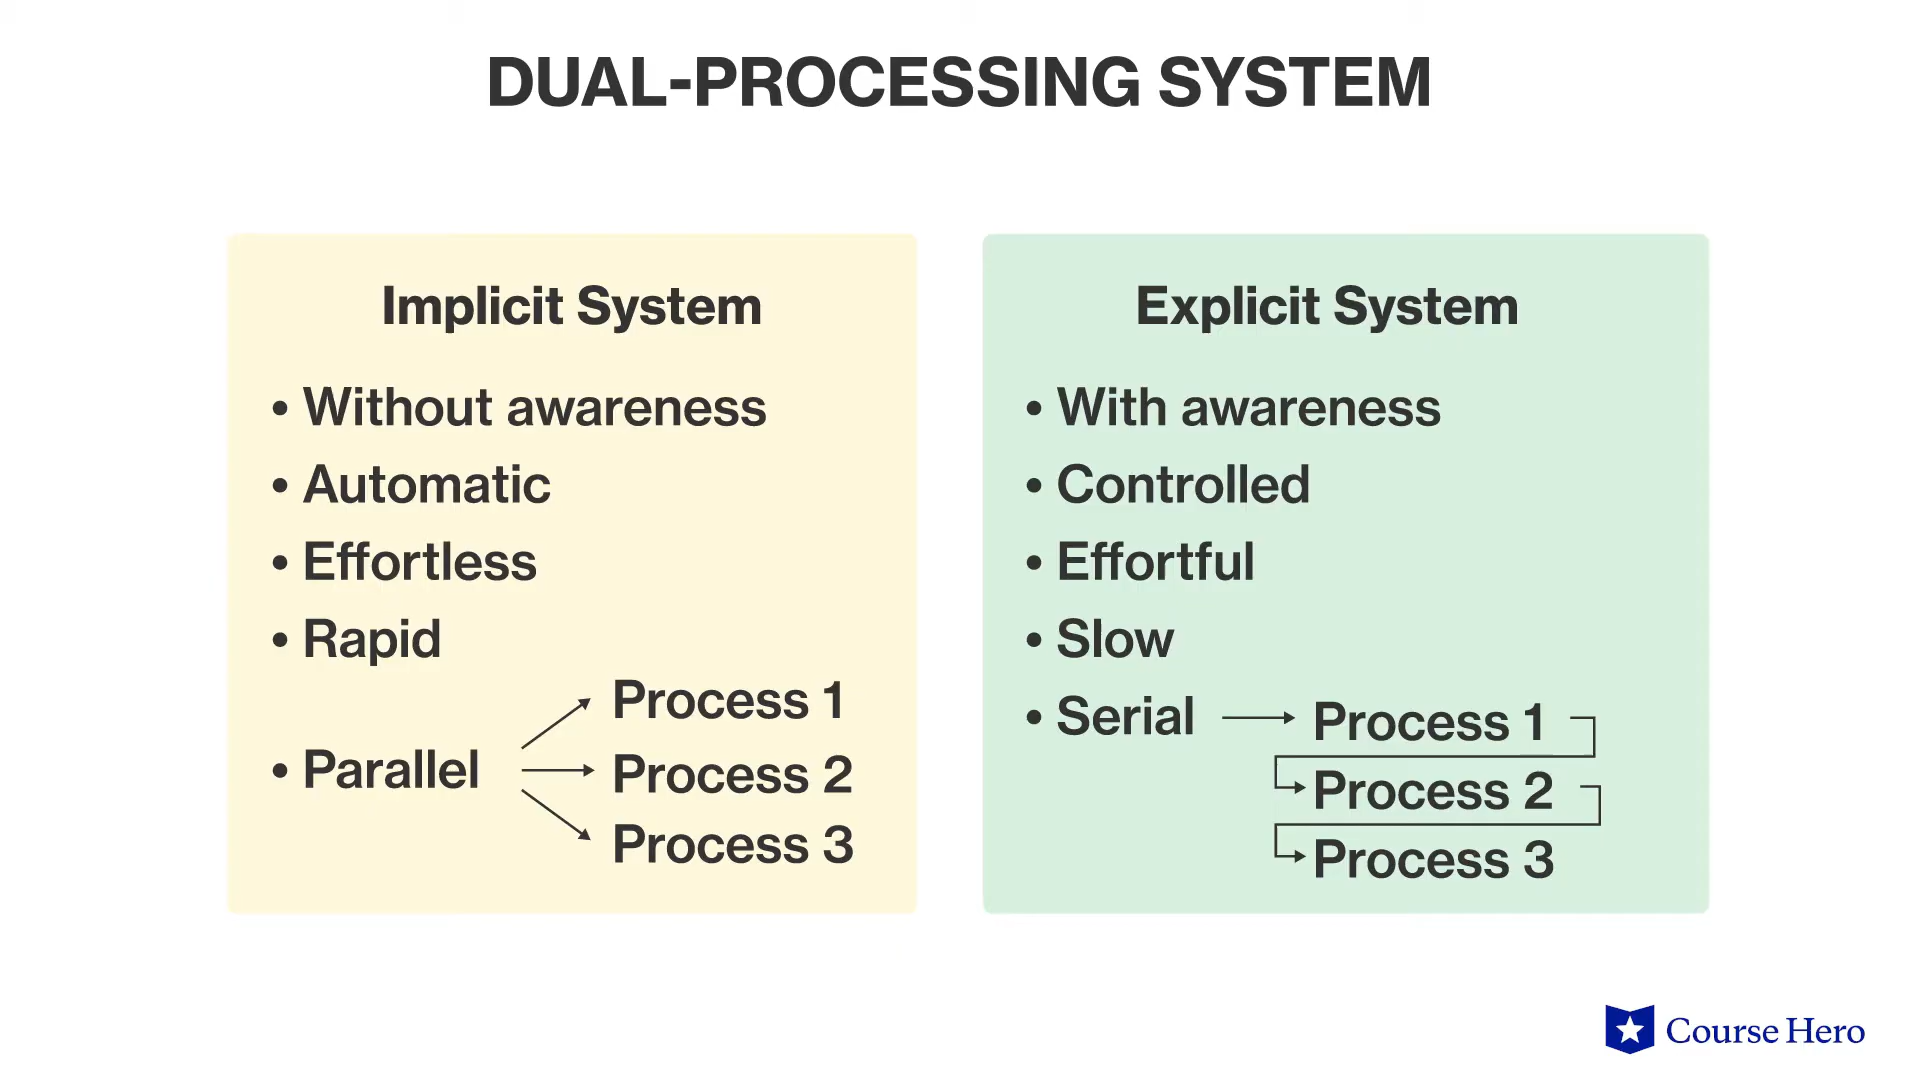 DUAL-PROCESSING SYSTEM
Implicit System
• Without awareness
• Automatic
• Effortless
• Rapid
• Parallel
Process 1
Process 2
Process 3
Explicit System
• With awareness
• Controlled
• Effortful
• Slow
• Serial
Process 1
Process 2
Process 3
Course Hero